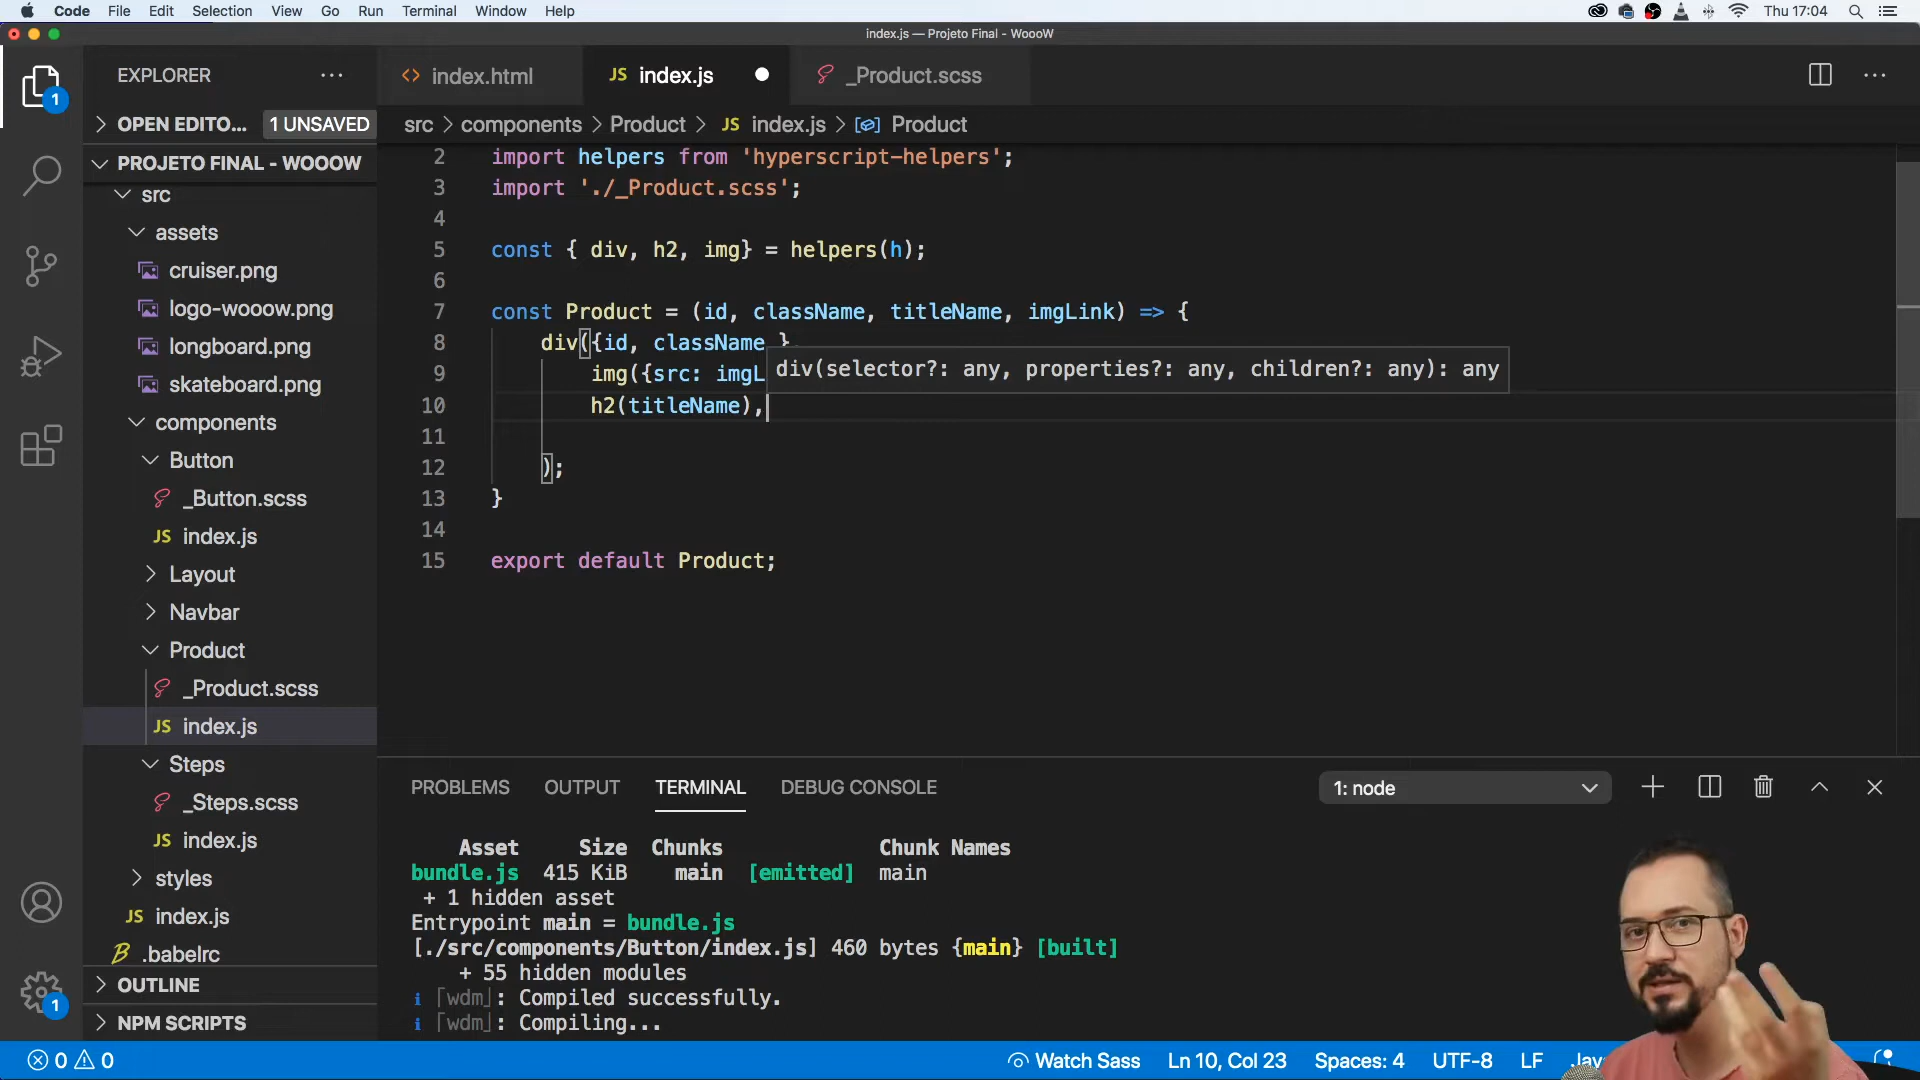 Code File Edit Selection View Go Run Terminal Window Help Thu 17:04
index.js — Projeto Final - WoooW
EXPLORER
index.html
JS index.js
_Product.scss
1
OPEN EDITO... 1 UNSAVED
src > components > Product > JS index.js > Product
PROJETO FINAL - WOOOW
src
assets
cruiser.png
logo-wooow.png
longboard.png
skateboard.png
components
Button
_Button.scss
JS index.js
Layout
Navbar
Product
_Product.scss
JS index.js
Steps
_Steps.scss
JS index.js
styles
JS index.js
.babelrc
OUTLINE
NPM SCRIPTS
1
2 import helpers from 'hyperscript-helpers';
3 import './_Product.scss';
4
5 const { div, h2, img} = helpers(h);
6
7 const Product = (id, className, titleName, imgLink) => {
8 div({id, className }
div(selector?: any, properties?: any, children?: any): any
9 img({src: imgL
10 h2(titleName),
11
12 );
13 }
14
15 export default Product;
PROBLEMS OUTPUT TERMINAL DEBUG CONSOLE 1: node
Asset Size Chunks Chunk Names
bundle.js 415 KiB main [emitted] main
+ 1 hidden asset
Entrypoint main = bundle.js
[./src/components/Button/index.js] 460 bytes {main} [built]
+ 55 hidden modules
i ｢wdm｣: Compiled successfully.
i ｢wdm｣: Compiling...
0 0 Watch Sass Ln 10, Col 23 Spaces: 4 UTF-8 LF